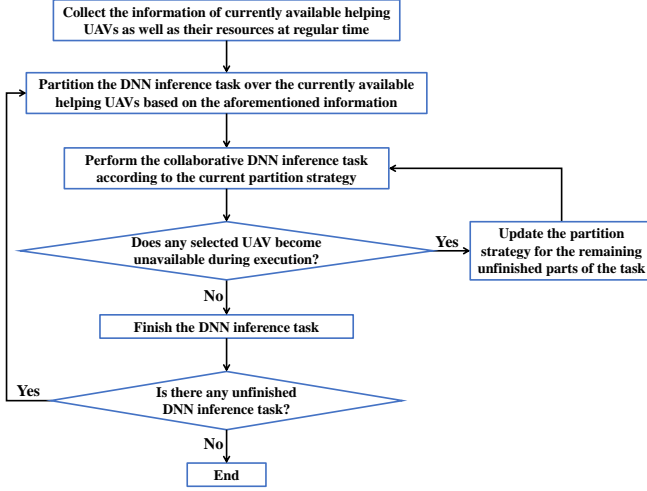 Collect the information of currently available helping
UAVs as well as their resources at regular time
Partition the DNN inference task over the currently available
helping UAVs based on the aforementioned information
Perform the collaborative DNN inference task
according to the current partition strategy
Does any selected UAV become
unavailable during execution?
Yes
Update the partition
strategy for the remaining
unfinished parts of the task
No
Finish the DNN inference task
Yes
Is there any unfinished
DNN inference task?
No
End